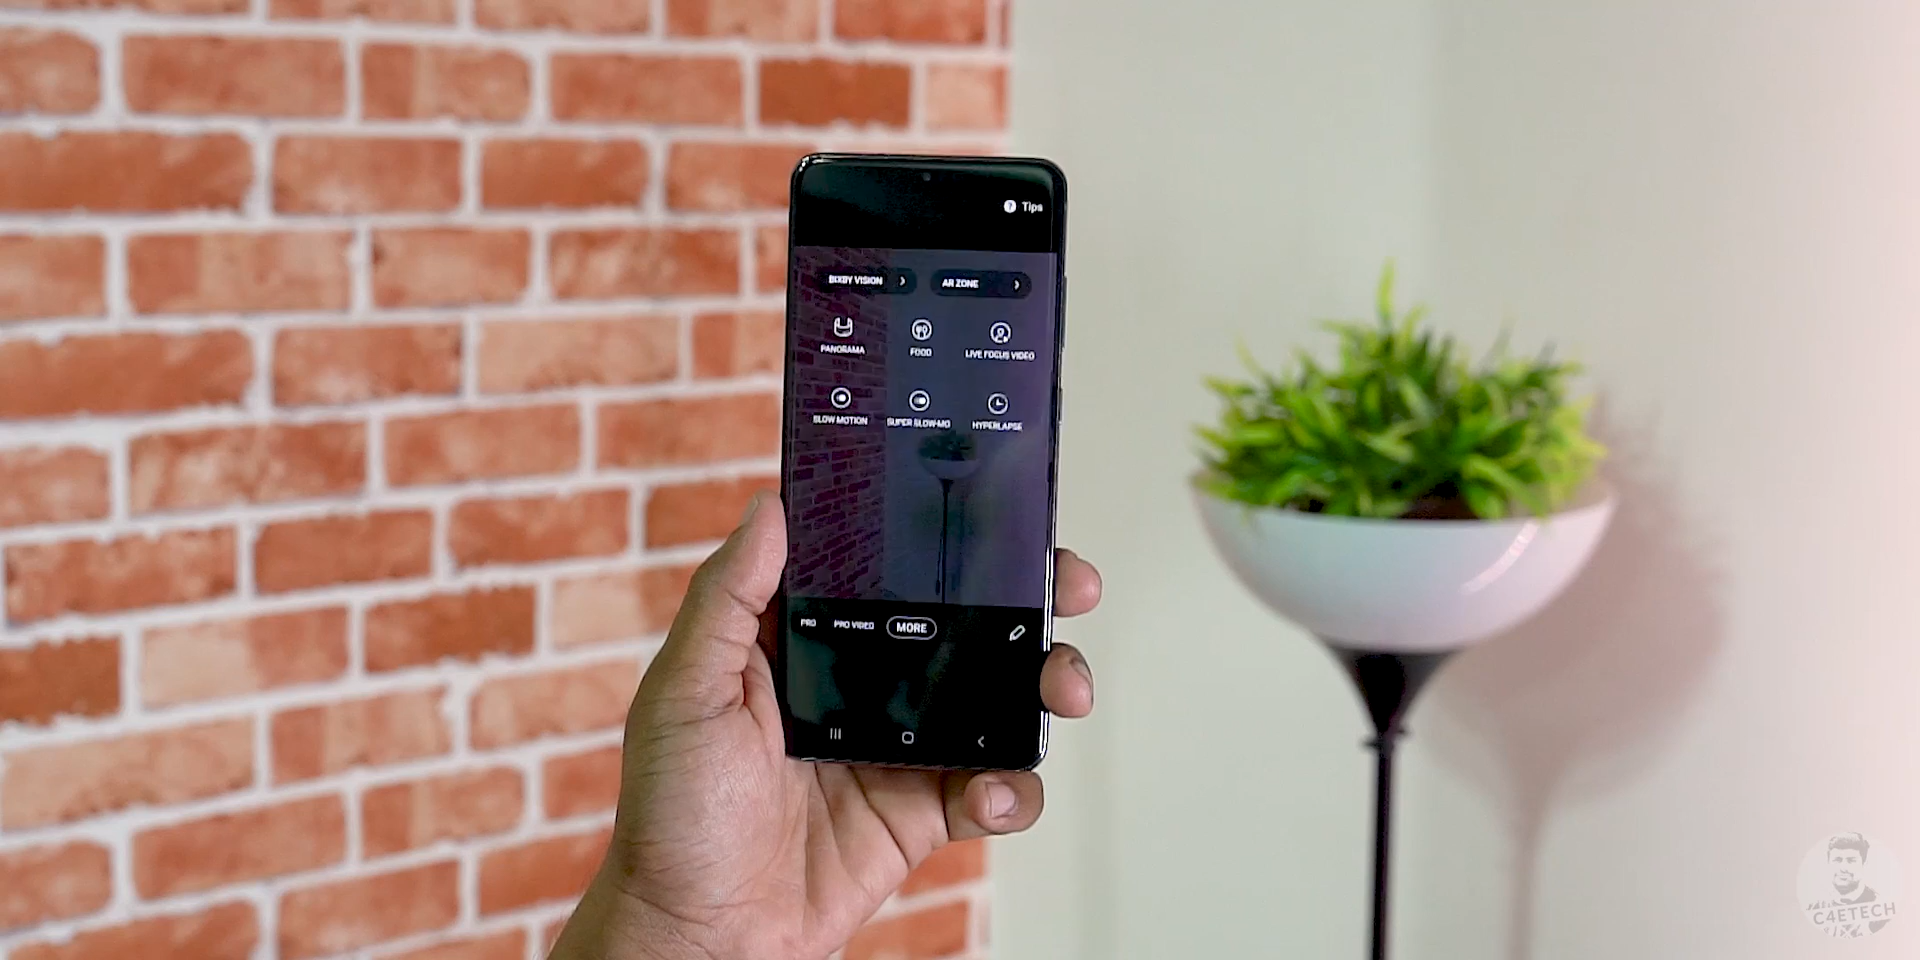 Tips
BIXBY VISION
AR ZONE
PANORAMA
FOOD
LIVE FOCUS VIDEO
SLOW MOTION
SUPER SLOW-MO
HYPERLAPSE
PRO
PRO VIDEO
MORE
C4ETECH